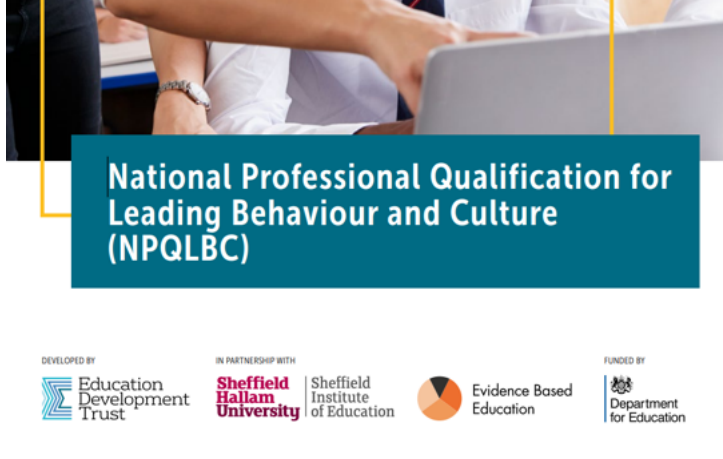 National Professional Qualification for
Leading Behaviour and Culture
(NPQLBC)
DEVELOPED BY
Education
Development
Trust
IN PARTNERSHIP WITH
Sheffield
Hallam
University
Sheffield
Institute
of Education
Evidence Based
Education
FUNDED BY
Department
for Education